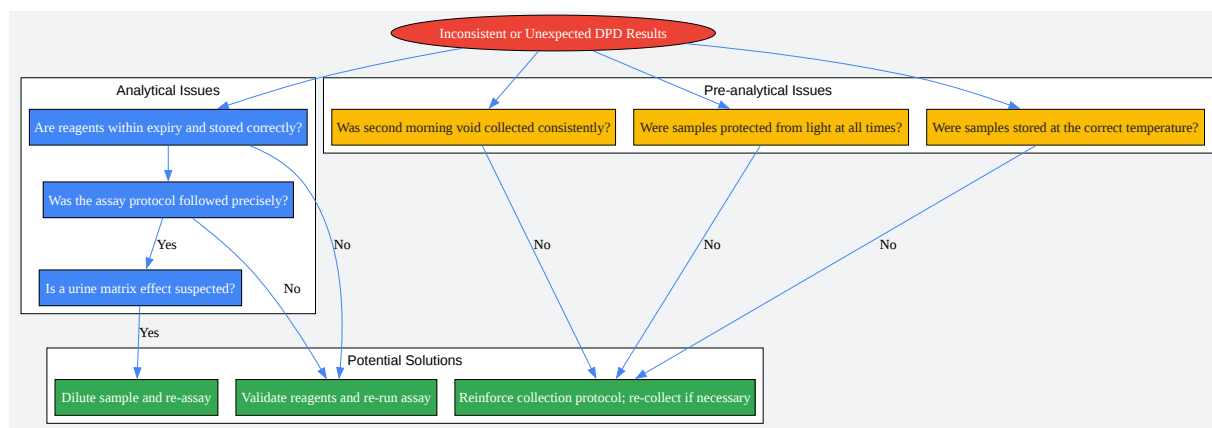 Inconsistent or Unexpected DPD Results
Analytical Issues
Pre-analytical Issues
Are reagents within expiry and stored correctly?
Was second morning void collected consistently?
Were samples protected from light at all times?
Were samples stored at the correct temperature?
Was the assay protocol followed precisely?
Yes
No
No
No
No
Is a urine matrix effect suspected?
No
Yes
Potential Solutions
Dilute sample and re-assay
Validate reagents and re-run assay
Reinforce collection protocol; re-collect if necessary